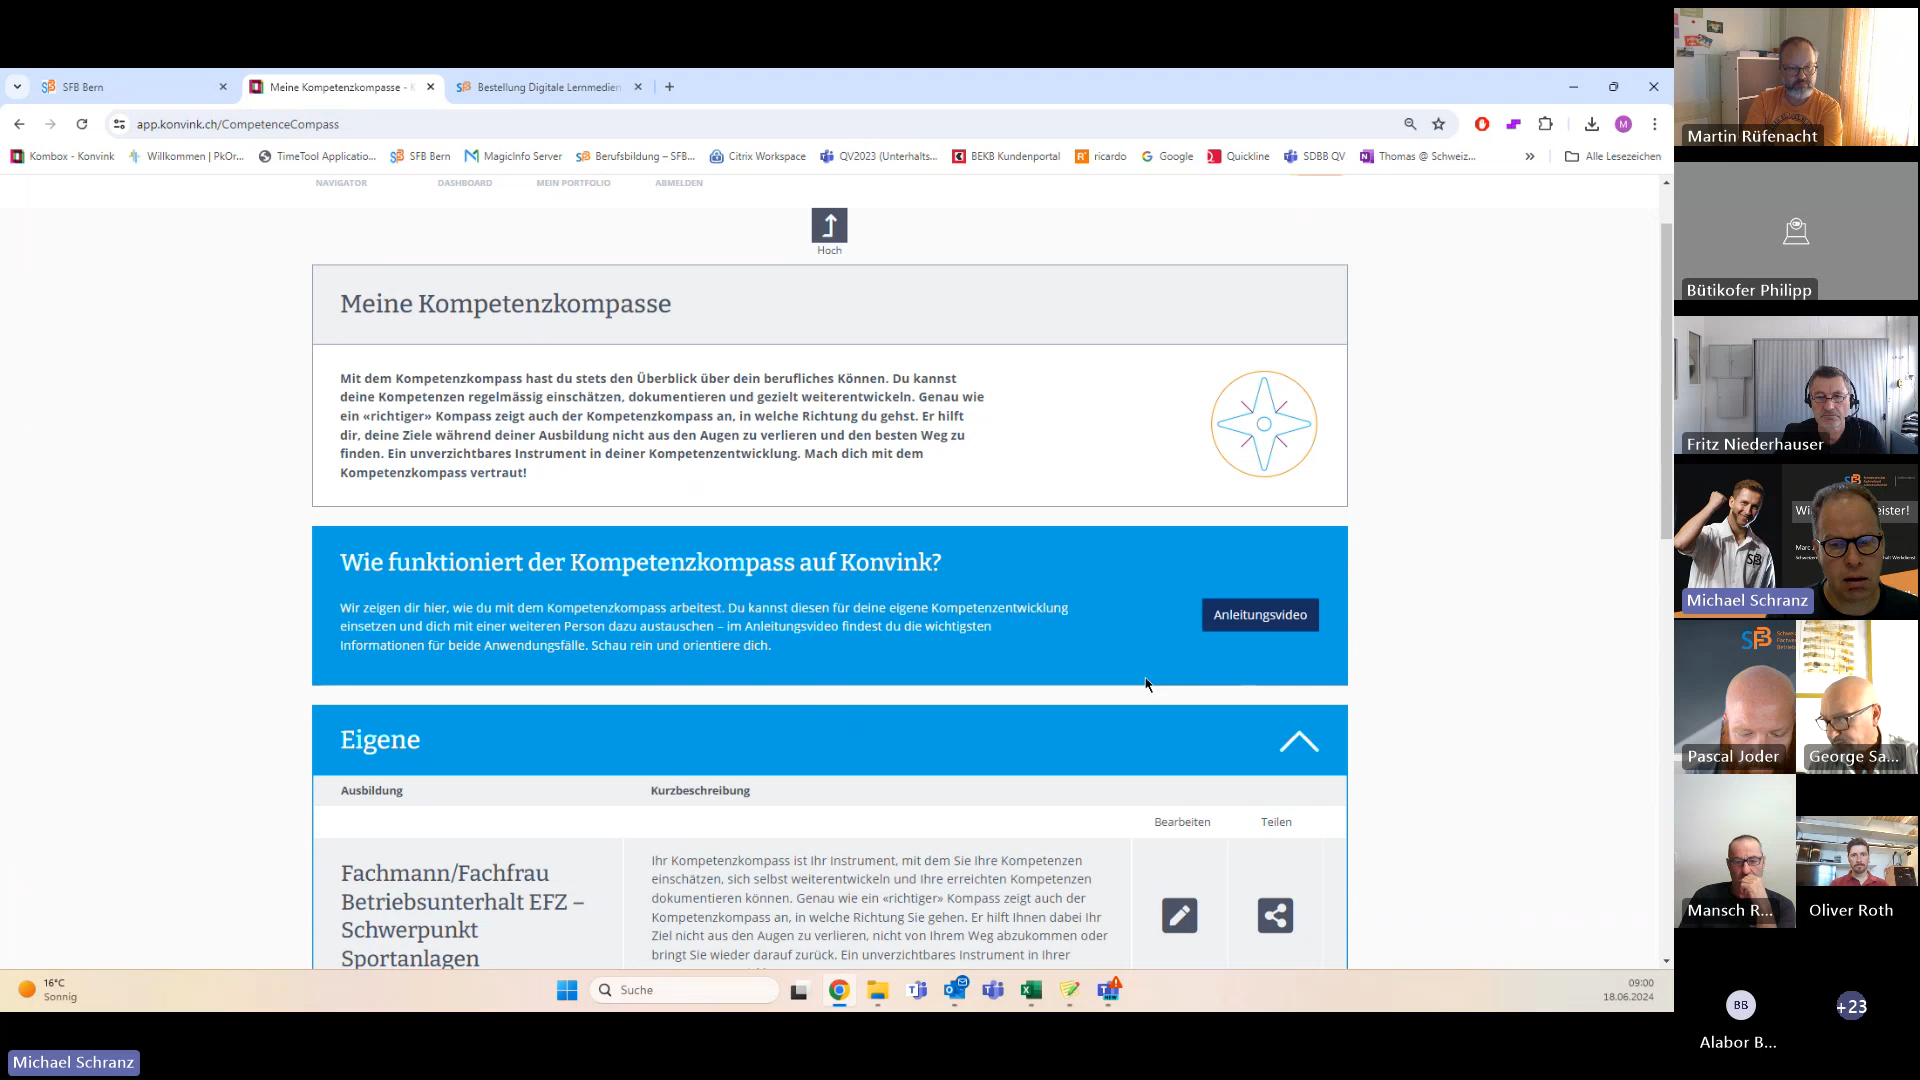 SFB Bern
Meine Kompetenzkompasse - K
Bestellung Digitale Lernmedien
app.konvink.ch/CompetenceCompass
M
Kombox - Konvink
Willkommen | PkOr...
TimeTool Applicatio...
SFB Bern
MagicInfo Server
Berufsbildung – SFB...
Citrix Workspace
QV2023 (Unterhalts...
BEKB Kundenportal
ricardo
Google
Quickline
SDBB QV
Thomas @ Schweiz...
Alle Lesezeichen
NAVIGATOR
DASHBOARD
MEIN PORTFOLIO
ABMELDEN
Hoch
Meine Kompetenzkompasse
Mit dem Kompetenzkompass hast du stets den Überblick über dein berufliches Können. Du kannst
deine Kompetenzen regelmässig einschätzen, dokumentieren und gezielt weiterentwickeln. Genau wie
ein «richtiger» Kompass zeigt auch der Kompetenzkompass an, in welche Richtung du gehst. Er hilft
dir, deine Ziele während deiner Ausbildung nicht aus den Augen zu verlieren und den besten Weg zu
finden. Ein unverzichtbares Instrument in deiner Kompetenzentwicklung. Mach dich mit dem
Kompetenzkompass vertraut!
Wie funktioniert der Kompetenzkompass auf Konvink?
Wir zeigen dir hier, wie du mit dem Kompetenzkompass arbeitest. Du kannst diesen für deine eigene Kompetenzentwicklung
einsetzen und dich mit einer weiteren Person dazu austauschen – im Anleitungsvideo findest du die wichtigsten
Informationen für beide Anwendungsfälle. Schau rein und orientiere dich.
Anleitungsvideo
Eigene
Ausbildung
Kurzbeschreibung
Bearbeiten
Teilen
Fachmann/Fachfrau
Betriebsunterhalt EFZ –
Schwerpunkt
Sportanlagen
Ihr Kompetenzkompass ist Ihr Instrument, mit dem Sie Ihre Kompetenzen
einschätzen, sich selbst weiterentwickeln und Ihre erreichten Kompetenzen
dokumentieren können. Genau wie ein «richtiger» Kompass zeigt auch der
Kompetenzkompass an, in welche Richtung Sie gehen. Er hilft Ihnen dabei Ihr
Ziel nicht aus den Augen zu verlieren, nicht von Ihrem Weg abzukommen oder
bringt Sie wieder darauf zurück. Ein unverzichtbares Instrument in Ihrer
16°C
Sonnig
Suche
09:00
18.06.2024
Michael Schranz
Martin Rüfenacht
Bütikofer Philipp
Fritz Niederhauser
Michael Schranz
Pascal Joder
George Sa...
Mansch R...
Oliver Roth
BB
Alabor B...
+23